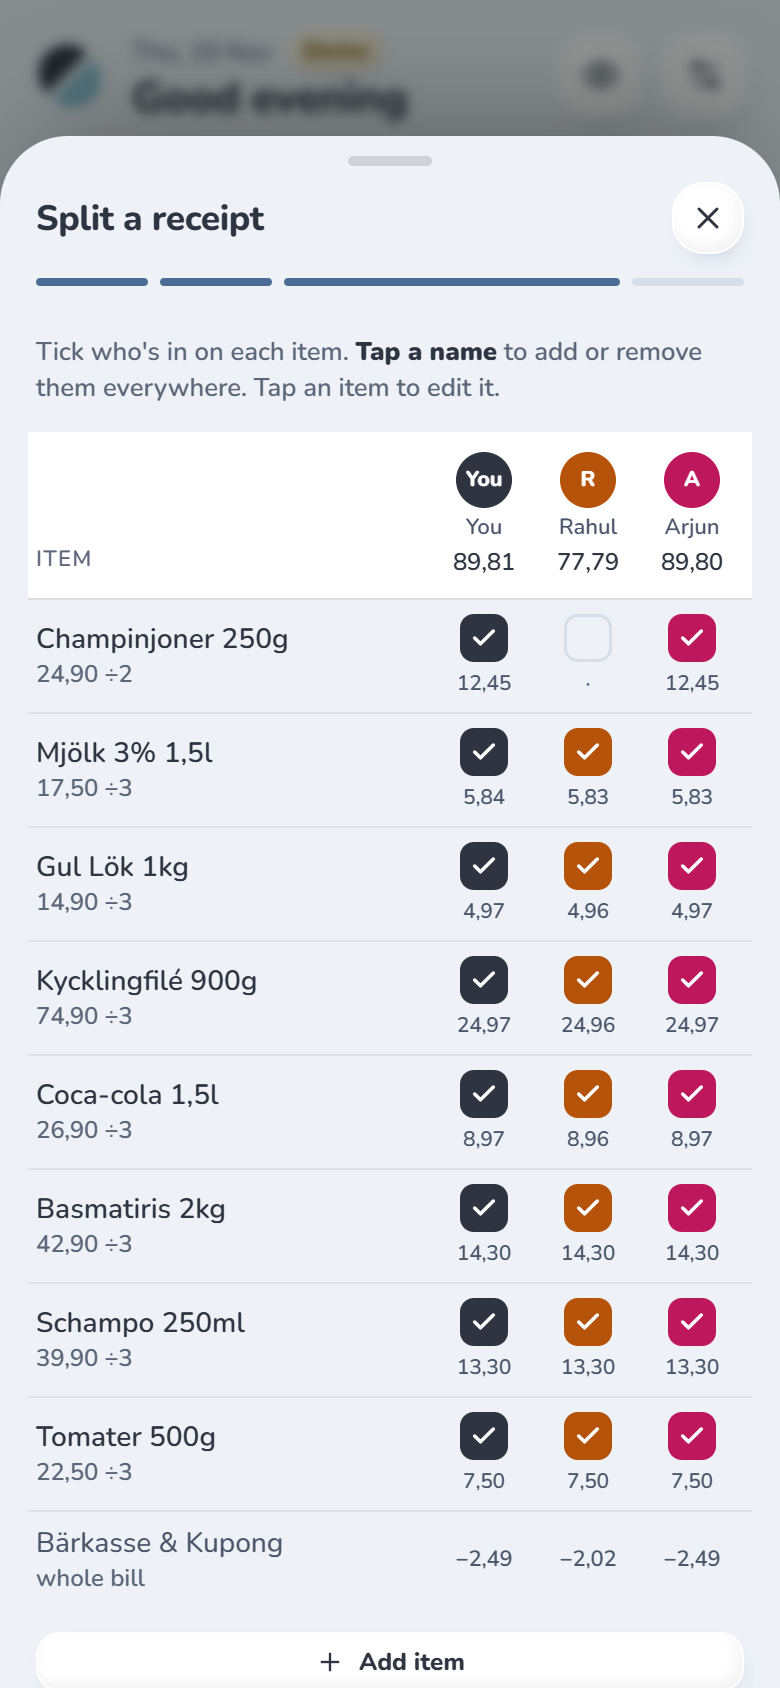 Thu, 19 Nov Demo
Good evening
Split a receipt
Tick who's in on each item. Tap a name to add or remove
them everywhere. Tap an item to edit it.
You R A
You Rahul Arjun
ITEM 89,81 77,79 89,80
Champinjoner 250g
24,90 ÷2 12,45 · 12,45
Mjölk 3% 1,5l
17,50 ÷3 5,84 5,83 5,83
Gul Lök 1kg
14,90 ÷3 4,97 4,96 4,97
Kycklingfilé 900g
74,90 ÷3 24,97 24,96 24,97
Coca-cola 1,5l
26,90 ÷3 8,97 8,96 8,97
Basmatiris 2kg
42,90 ÷3 14,30 14,30 14,30
Schampo 250ml
39,90 ÷3 13,30 13,30 13,30
Tomater 500g
22,50 ÷3 7,50 7,50 7,50
Bärkasse & Kupong −2,49 −2,02 −2,49
whole bill
Add item